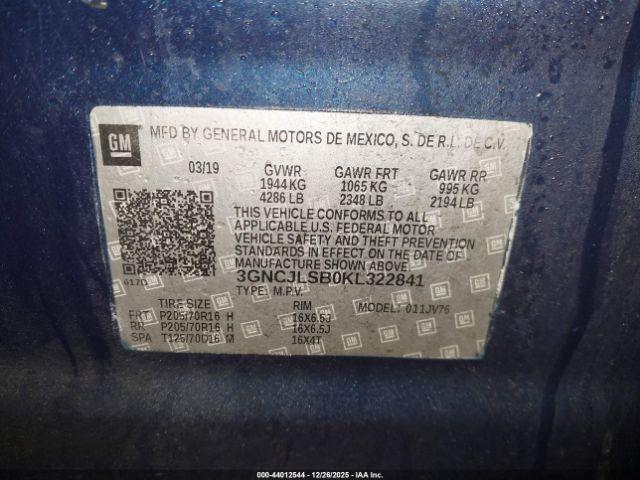 GM
MFD BY GENERAL MOTORS DE MEXICO, S. DE R.L. DE C.V.
03/19 GVWR GAWR FRT GAWR RR
1944 KG 1065 KG 995 KG
4286 LB 2348 LB 2194 LB
THIS VEHICLE CONFORMS TO ALL
APPLICABLE U.S. FEDERAL MOTOR
VEHICLE SAFETY AND THEFT PREVENTION
STANDARDS IN EFFECT ON THE DATE OF
MANUFACTURE SHOWN ABOVE.
3GNCJLSB0KL322841
TYPE: M.P.V. MODEL: 011JV76
TIRE SIZE RIM
FRT P205/70R16 H 16X6.5J
RR P205/70R16 H 16X6.5J
SPA T125/70D16 M 16X4T
000-44012544 | 12/26/2025 | IAA, Inc.